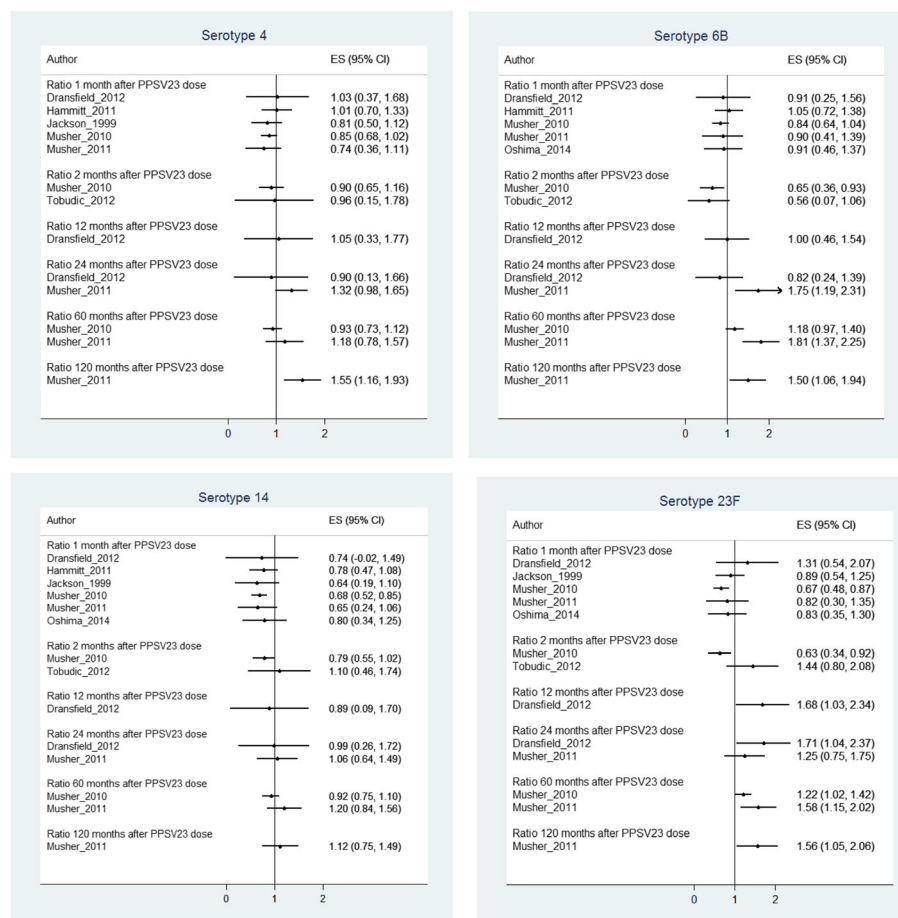 Serotype 4
Author ES (95% CI)
Ratio 1 month after PPSV23 dose
Dransfield_2012 1.03 (0.37, 1.68)
Hammitt_2011 1.01 (0.70, 1.33)
Jackson_1999 0.81 (0.50, 1.12)
Musher_2010 0.85 (0.68, 1.02)
Musher_2011 0.74 (0.36, 1.11)
Ratio 2 months after PPSV23 dose
Musher_2010 0.90 (0.65, 1.16)
Tobudic_2012 0.96 (0.15, 1.78)
Ratio 12 months after PPSV23 dose
Dransfield_2012 1.05 (0.33, 1.77)
Ratio 24 months after PPSV23 dose
Dransfield_2012 0.90 (0.13, 1.66)
Musher_2011 1.32 (0.98, 1.65)
Ratio 60 months after PPSV23 dose
Musher_2010 0.93 (0.73, 1.12)
Musher_2011 1.18 (0.78, 1.57)
Ratio 120 months after PPSV23 dose
Musher_2011 1.55 (1.16, 1.93)
0 1 2
Serotype 6B
Author ES (95% CI)
Ratio 1 month after PPSV23 dose
Dransfield_2012 0.91 (0.25, 1.56)
Hammitt_2011 1.05 (0.72, 1.38)
Musher_2010 0.84 (0.64, 1.04)
Musher_2011 0.90 (0.41, 1.39)
Oshima_2014 0.91 (0.46, 1.37)
Ratio 2 months after PPSV23 dose
Musher_2010 0.65 (0.36, 0.93)
Tobudic_2012 0.56 (0.07, 1.06)
Ratio 12 months after PPSV23 dose
Dransfield_2012 1.00 (0.46, 1.54)
Ratio 24 months after PPSV23 dose
Dransfield_2012 0.82 (0.24, 1.39)
Musher_2011 1.75 (1.19, 2.31)
Ratio 60 months after PPSV23 dose
Musher_2010 1.18 (0.97, 1.40)
Musher_2011 1.81 (1.37, 2.25)
Ratio 120 months after PPSV23 dose
Musher_2011 1.50 (1.06, 1.94)
0 1 2
Serotype 14
Author ES (95% CI)
Ratio 1 month after PPSV23 dose
Dransfield_2012 0.74 (-0.02, 1.49)
Hammitt_2011 0.78 (0.47, 1.08)
Jackson_1999 0.64 (0.19, 1.10)
Musher_2010 0.68 (0.52, 0.85)
Musher_2011 0.65 (0.24, 1.06)
Oshima_2014 0.80 (0.34, 1.25)
Ratio 2 months after PPSV23 dose
Musher_2010 0.79 (0.55, 1.02)
Tobudic_2012 1.10 (0.46, 1.74)
Ratio 12 months after PPSV23 dose
Dransfield_2012 0.89 (0.09, 1.70)
Ratio 24 months after PPSV23 dose
Dransfield_2012 0.99 (0.26, 1.72)
Musher_2011 1.06 (0.64, 1.49)
Ratio 60 months after PPSV23 dose
Musher_2010 0.92 (0.75, 1.10)
Musher_2011 1.20 (0.84, 1.56)
Ratio 120 months after PPSV23 dose
Musher_2011 1.12 (0.75, 1.49)
0 1 2
Serotype 23F
Author ES (95% CI)
Ratio 1 month after PPSV23 dose
Dransfield_2012 1.31 (0.54, 2.07)
Jackson_1999 0.89 (0.54, 1.25)
Musher_2010 0.67 (0.48, 0.87)
Musher_2011 0.82 (0.30, 1.35)
Oshima_2014 0.83 (0.35, 1.30)
Ratio 2 months after PPSV23 dose
Musher_2010 0.63 (0.34, 0.92)
Tobudic_2012 1.44 (0.80, 2.08)
Ratio 12 months after PPSV23 dose
Dransfield_2012 1.68 (1.03, 2.34)
Ratio 24 months after PPSV23 dose
Dransfield_2012 1.71 (1.04, 2.37)
Musher_2011 1.25 (0.75, 1.75)
Ratio 60 months after PPSV23 dose
Musher_2010 1.22 (1.02, 1.42)
Musher_2011 1.58 (1.15, 2.02)
Ratio 120 months after PPSV23 dose
Musher_2011 1.56 (1.05, 2.06)
0 1 2